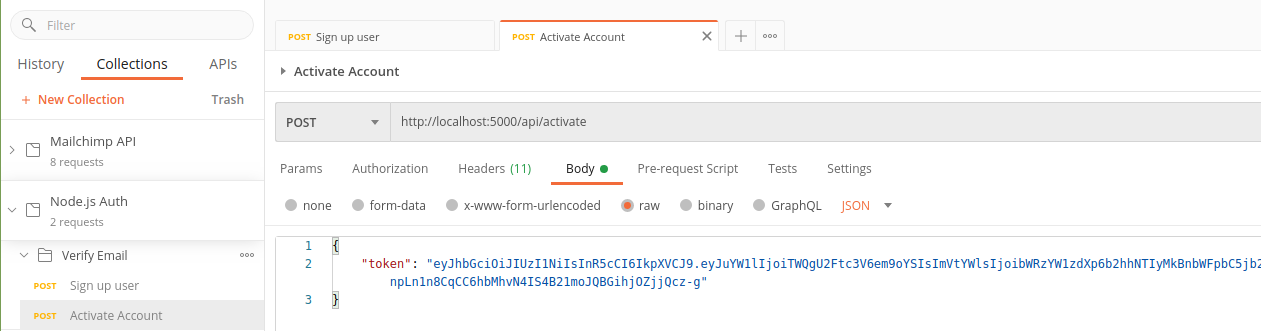 Filter
History Collections APIs
+ New Collection Trash
Mailchimp API
8 requests
Node.js Auth
2 requests
Verify Email
POST Sign up user
POST Activate Account
POST Sign up user POST Activate Account
Activate Account
POST http://localhost:5000/api/activate
Params Authorization Headers (11) Body Pre-request Script Tests Settings
none form-data x-www-form-urlencoded raw binary GraphQL JSON
1 {
2 "token": "eyJhbGciOiJIUzI1NiIsInR5cCI6IkpXVCJ9.eyJuYW1lIjoiTWQgU2Ftc3V6em9oYSIsImVtYWlsIjoibWRzYW1zdXp6b2hhNTIyMkBnbWFpbC5jb2
npLn1n8CqCC6hbMhvN4IS4B21moJQBGihjOZjjQcz-g"
3 }